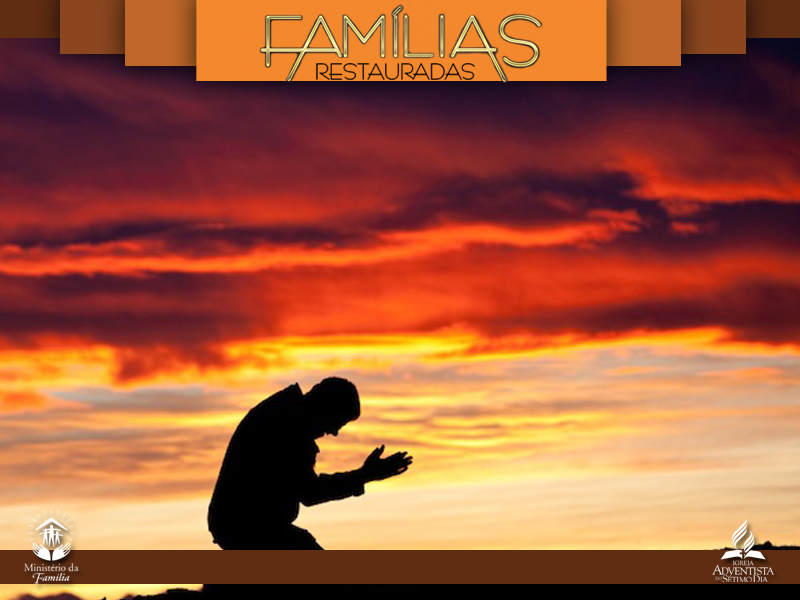 FAMÍLIAS
RESTAURADAS
Ministério da
Família
IGREJA
ADVENTISTA
DO SÉTIMO DIA